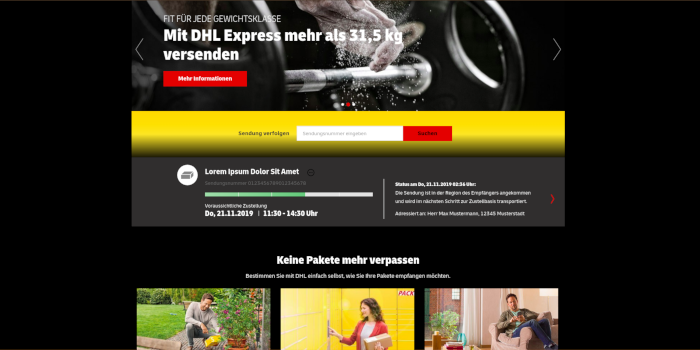 FIT FÜR JEDE GEWICHTSKLASSE
Mit DHL Express mehr als 31,5 kg
versenden
Mehr Informationen
Sendung verfolgen
Sendungsnummer eingeben
Suchen
Lorem Ipsum Dolor Sit Amet
Sendungsnummer
Voraussichtliche Zustellung
Do, 21.11.2019 | 11:30 - 14:30 Uhr
Status am Do, 21.11.2019 02:56 Uhr:
Die Sendung ist in der Region des Empfängers angekommen
und wird im nächsten Schritt zur Zustellbasis transportiert.
Adressiert an: Herr Max Mustermann, 12345 Musterstadt
Keine Pakete mehr verpassen
Bestimmen Sie mit DHL einfach selbst, wie Sie Ihre Pakete empfangen möchten.
PACK